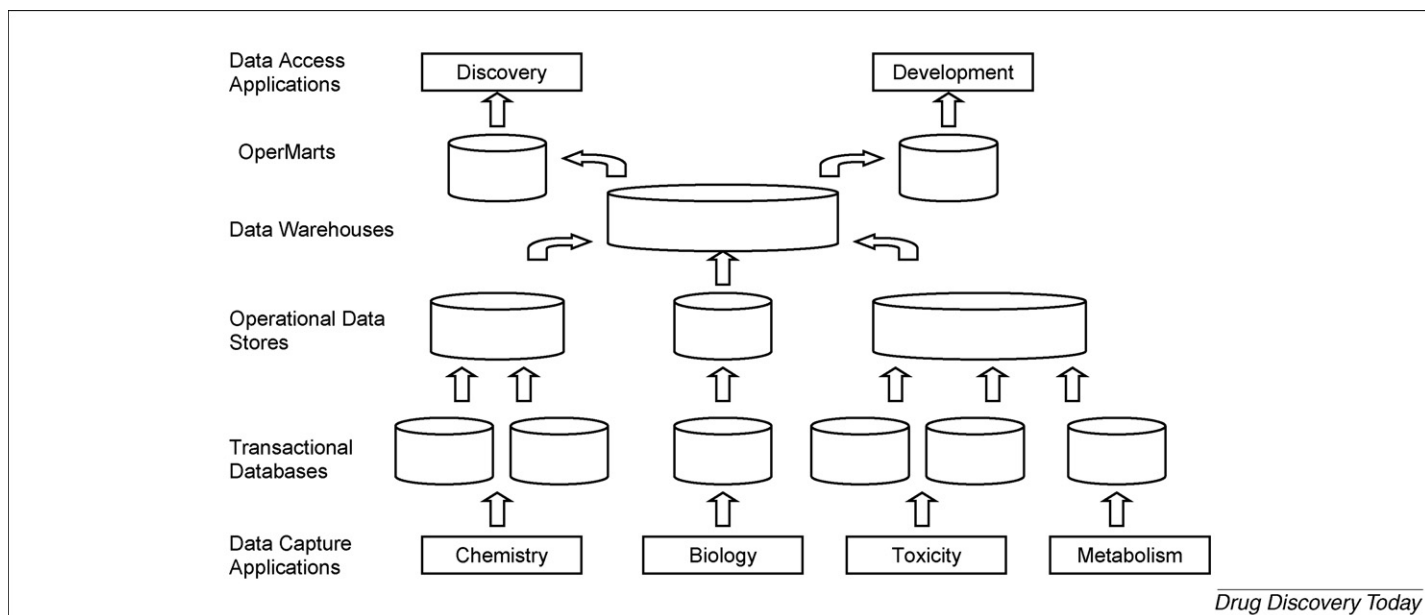 Data Access
Applications
Discovery
Development
OperMarts
Data Warehouses
Operational Data
Stores
Transactional
Databases
Data Capture
Applications
Chemistry
Biology
Toxicity
Metabolism
Drug Discovery Today